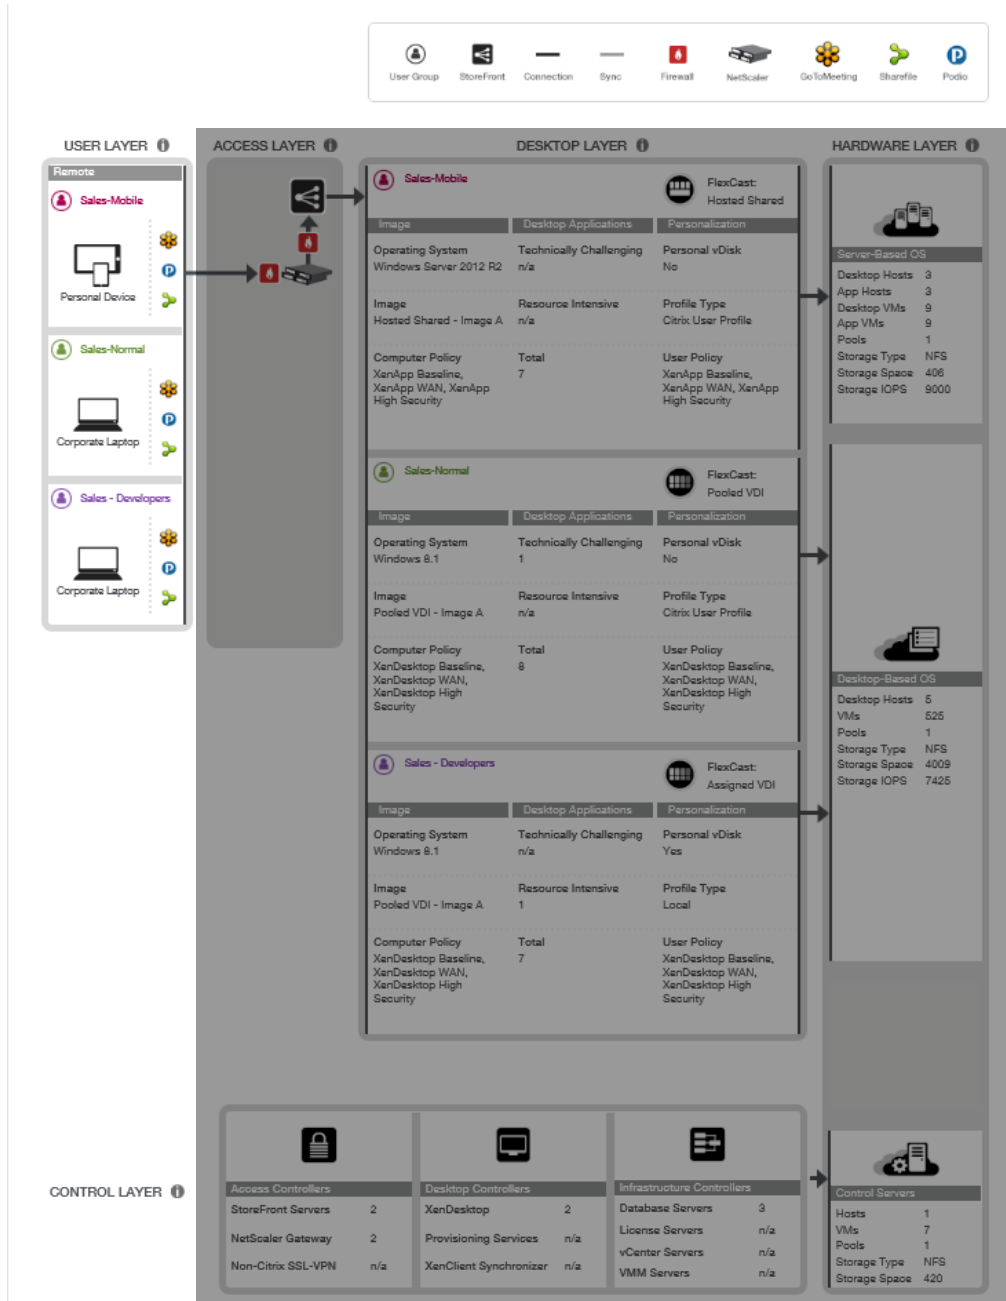 User Group StoreFront Connection Sync Firewall NetScaler GoToMeeting Sharefile Podio
USER LAYER
Remote
Sales-Mobile
Personal Device
Sales-Normal
Corporate Laptop
Sales - Developers
Corporate Laptop
ACCESS LAYER
DESKTOP LAYER
Sales-Mobile
FlexCast:
Hosted Shared
Image Desktop Applications Personalization
Operating System Technically Challenging Personal vDisk
Windows Server 2012 R2 n/a No
Image Resource Intensive Profile Type
Hosted Shared - Image A n/a Citrix User Profile
Computer Policy Total User Policy
XenApp Baseline, 7 XenApp Baseline,
XenApp WAN, XenApp XenApp WAN, XenApp
High Security High Security
Sales-Normal
FlexCast:
Pooled VDI
Image Desktop Applications Personalization
Operating System Technically Challenging Personal vDisk
Windows 8.1 1 No
Image Resource Intensive Profile Type
Pooled VDI - Image A n/a Citrix User Profile
Computer Policy Total User Policy
XenDesktop Baseline, 8 XenDesktop Baseline,
XenDesktop WAN, XenDesktop WAN,
XenDesktop High XenDesktop High
Security Security
Sales - Developers
FlexCast:
Assigned VDI
Image Desktop Applications Personalization
Operating System Technically Challenging Personal vDisk
Windows 8.1 n/a Yes
Image Resource Intensive Profile Type
Pooled VDI - Image A 1 Local
Computer Policy Total User Policy
XenDesktop Baseline, 7 XenDesktop Baseline,
XenDesktop WAN, XenDesktop WAN,
XenDesktop High XenDesktop High
Security Security
HARDWARE LAYER
Server-Based OS
Desktop Hosts 3
App Hosts 3
Desktop VMs 9
App VMs 9
Pools 1
Storage Type NFS
Storage Space 406
Storage IOPS 9000
Desktop-Based OS
Desktop Hosts 5
VMs 525
Pools 1
Storage Type NFS
Storage Space 4009
Storage IOPS 7425
CONTROL LAYER
Access Controllers
StoreFront Servers 2
NetScaler Gateway 2
Non-Citrix SSL-VPN n/a
Desktop Controllers
XenDesktop 2
Provisioning Services n/a
XenClient Synchronizer n/a
Infrastructure Controllers
Database Servers 3
License Servers n/a
vCenter Servers n/a
VMM Servers n/a
Control Servers
Hosts 1
VMs 7
Pools 1
Storage Type NFS
Storage Space 420